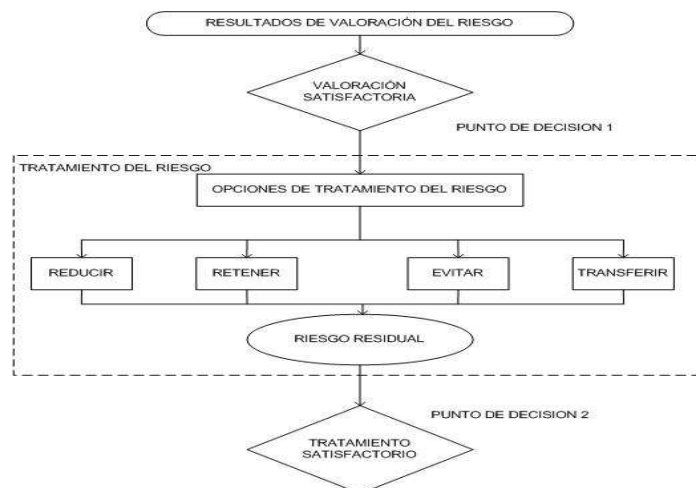 RESULTADOS DE VALORACIÓN DEL RIESGO
VALORACIÓN
SATISFACTORIA
PUNTO DE DECISION 1
TRATAMIENTO DEL RIESGO
OPCIONES DE TRATAMIENTO DEL RIESGO
REDUCIR
RETENER
EVITAR
TRANSFERIR
RIESGO RESIDUAL
PUNTO DE DECISION 2
TRATAMIENTO
SATISFACTORIO